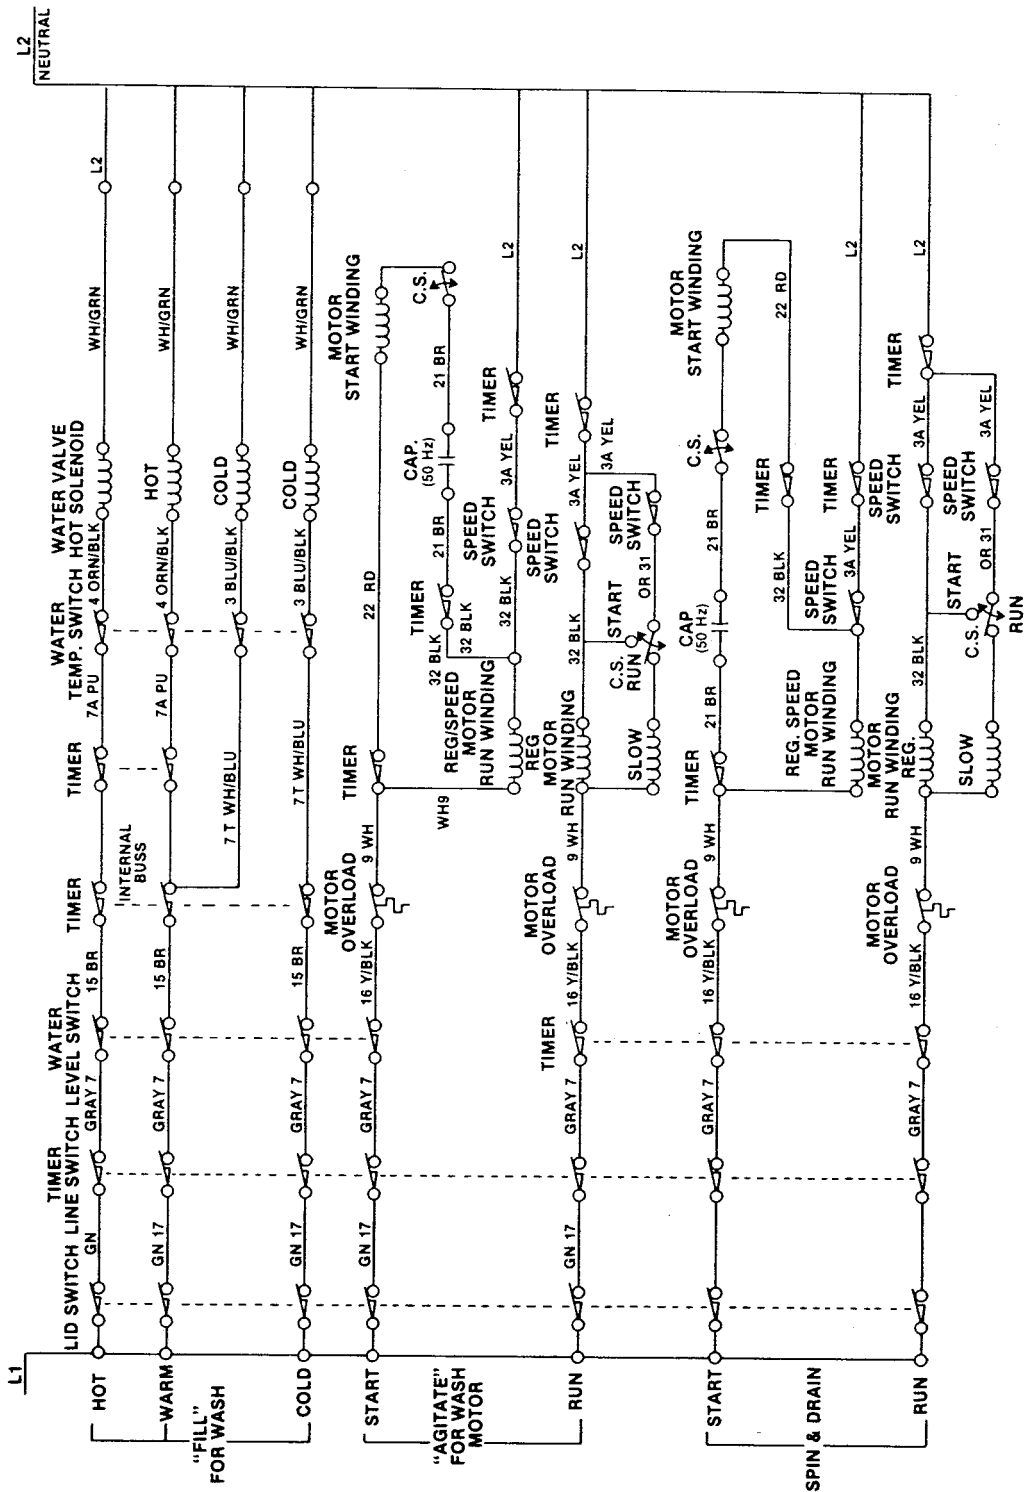 L1
L2
NEUTRAL
TIMER
WATER
WATER
WATER VALVE
LID SWITCH LINE SWITCH LEVEL SWITCH
TIMER
TIMER
TEMP. SWITCH HOT SOLENOID
HOT
GN
GRAY 7
15 BR
7A PU
4 ORN/BLK
WH/GRN
L2
INTERNAL
BUSS
HOT
WARM
GN 17
GRAY 7
15 BR
7A PU
4 ORN/BLK
WH/GRN
"FILL"
FOR WASH
COLD
7 T WH/BLU
3 BLU/BLK
WH/GRN
COLD
COLD
GN 17
GRAY 7
15 BR
7 T WH/BLU
3 BLU/BLK
WH/GRN
MOTOR
OVERLOAD
TIMER
MOTOR
START WINDING
START
GN 17
GRAY 7
16 Y/BLK
9 WH
22 RD
C.S.
"AGITATE"
FOR WASH
MOTOR
WH9
32 BLK
TIMER
21 BR
CAP.
(50 Hz)
21 BR
REG/SPEED
MOTOR
RUN WINDING
32 BLK
SPEED
SWITCH
TIMER
32 BLK
3A YEL
L2
TIMER
MOTOR
OVERLOAD
REG
MOTOR
RUN WINDING
SPEED
SWITCH
TIMER
RUN
GN 17
GRAY 7
16 Y/BLK
9 WH
32 BLK
3A YEL
L2
3A YEL
START
C.S.
RUN
SPEED
SWITCH
SLOW
OR 31
MOTOR
OVERLOAD
TIMER
CAP
(50 Hz)
C.S.
MOTOR
START WINDING
START
GRAY 7
16 Y/BLK
9 WH
21 BR
21 BR
TIMER
32 BLK
22 RD
REG. SPEED
MOTOR
RUN WINDING
SPEED
SWITCH
TIMER
3A YEL
L2
SPIN & DRAIN
MOTOR
OVERLOAD
MOTOR
RUN WINDING
REG.
SPEED
SWITCH
TIMER
RUN
GRAY 7
16 Y/BLK
9 WH
32 BLK
3A YEL
L2
START
SPEED
SWITCH
SLOW
C.S.
OR 31
3A YEL
RUN